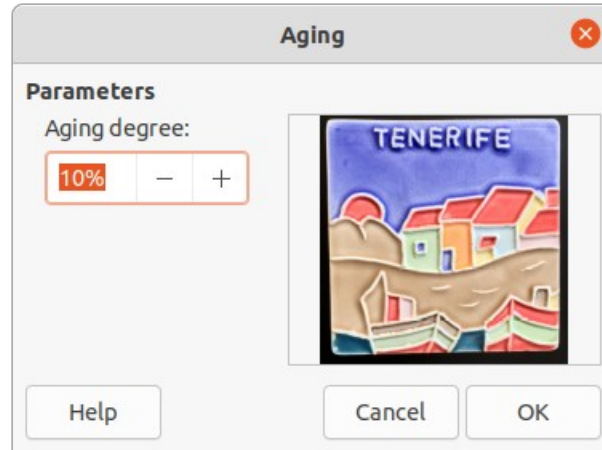 Aging
Parameters
Aging degree:
10%
TENERIFE
Help
Cancel
OK